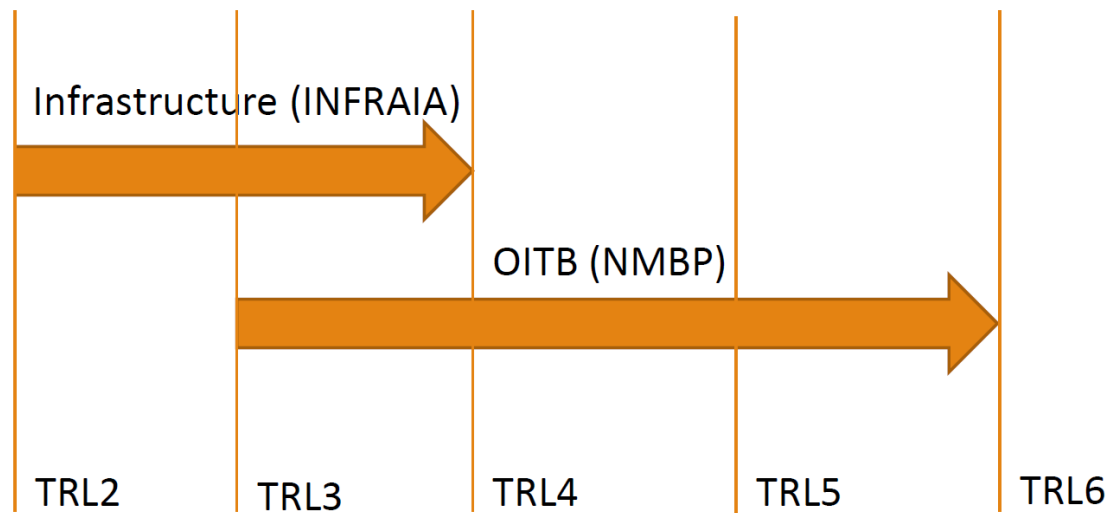 Infrastructure (INFRAIA)
OITB (NMBP)
TRL2
TRL3
TRL4
TRL5
TRL6